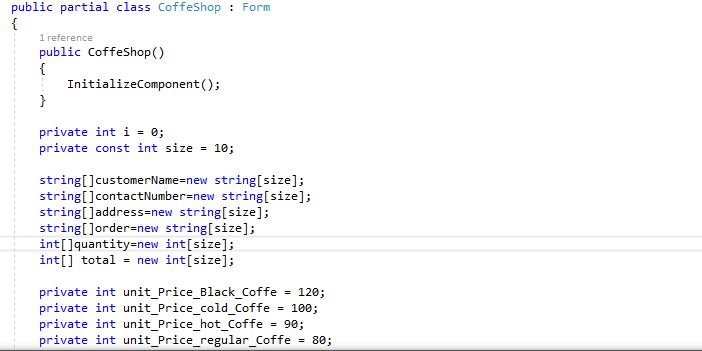 public partial class CoffeShop : Form
{
1 reference
public CoffeShop()
{
InitializeComponent();
}
private int i = 0;
private const int size = 10;
string[]customerName=new string[size];
string[]contactNumber=new string[size];
string[]address=new string[size];
string[]order=new string[size];
int[]quantity=new int[size];
int[] total = new int[size];
private int unit_Price_Black_Coffe = 120;
private int unit_Price_cold_Coffe = 100;
private int unit_Price_hot_Coffe = 90;
private int unit_Price_regular_Coffe = 80;